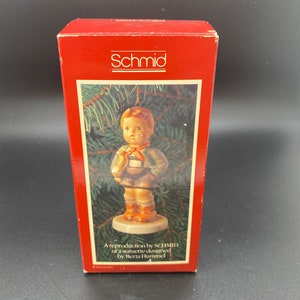 Schmid
A reproduction by SCHMID
of a statuette designed
by Berta Hummel